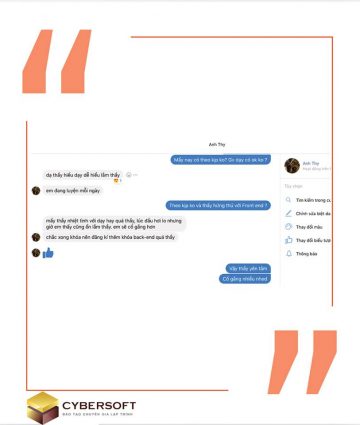 Anh Thy
Mấy nay có theo kịp ko? Gv dạy có ok ko ?
Anh Thy
dạ thầy hiếu dạy dễ hiểu lắm thầy
em đang luyện mỗi ngày.
Tùy chọn
Theo kịp ko và thấy hứng thú với Front end ?
Tìm kiếm trong cu
mấy thầy nhiệt tình với dạy hay quá thầy, lúc đầu hơi lo nhưng
giờ em thấy cũng ổn lắm thầy, em sẽ cố gắng hơn
Chỉnh sửa biệt da
chắc xong khóa nên đăng kí thêm khóa back-end quá thầy
Thay đổi màu
Thay đổi biểu tượ
Thông báo
Vậy thầy yên tâm
Cố gắng nhiều nhed
CYBERSOFT
ĐÀO TẠO CHUYÊN GIA LẬP TRÌNH